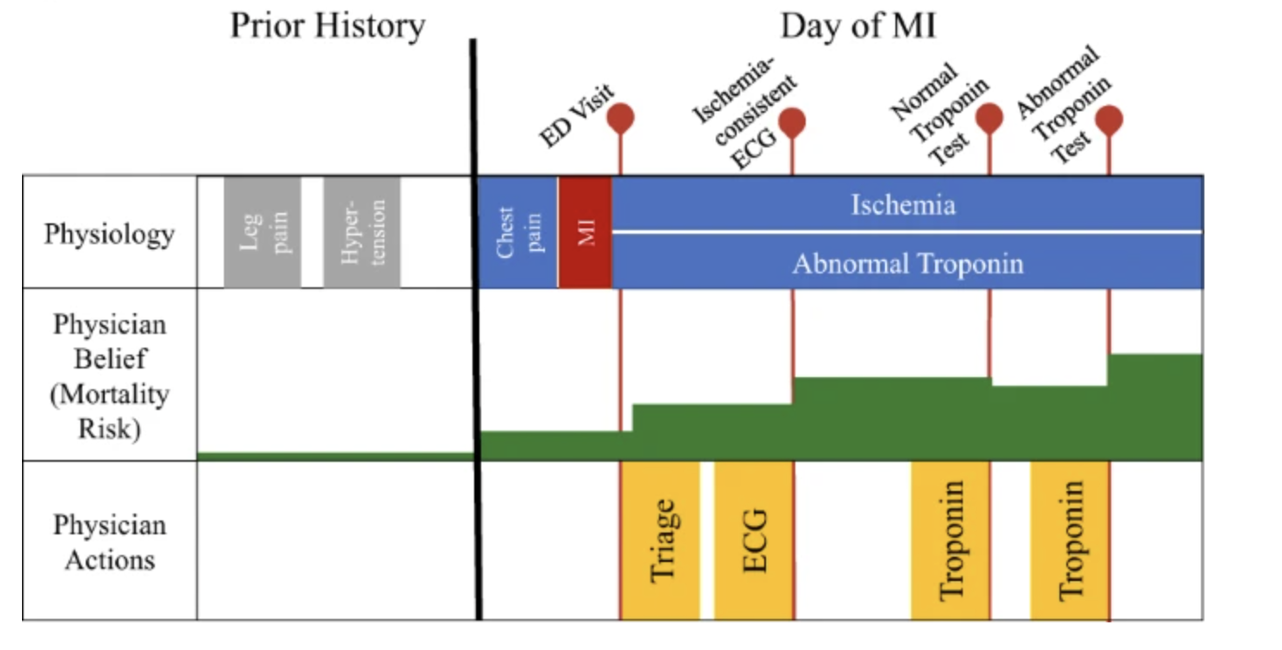 Prior History
Day of MI
ED Visit
Ischemia-
consistent
ECG
Normal
Troponin
Test
Abnormal
Troponin
Test
Physiology
Leg
pain
Hyper-
tension
Chest
pain
MI
Ischemia
Abnormal Troponin
Physician
Belief
(Mortality
Risk)
Physician
Actions
Triage
ECG
Troponin
Troponin